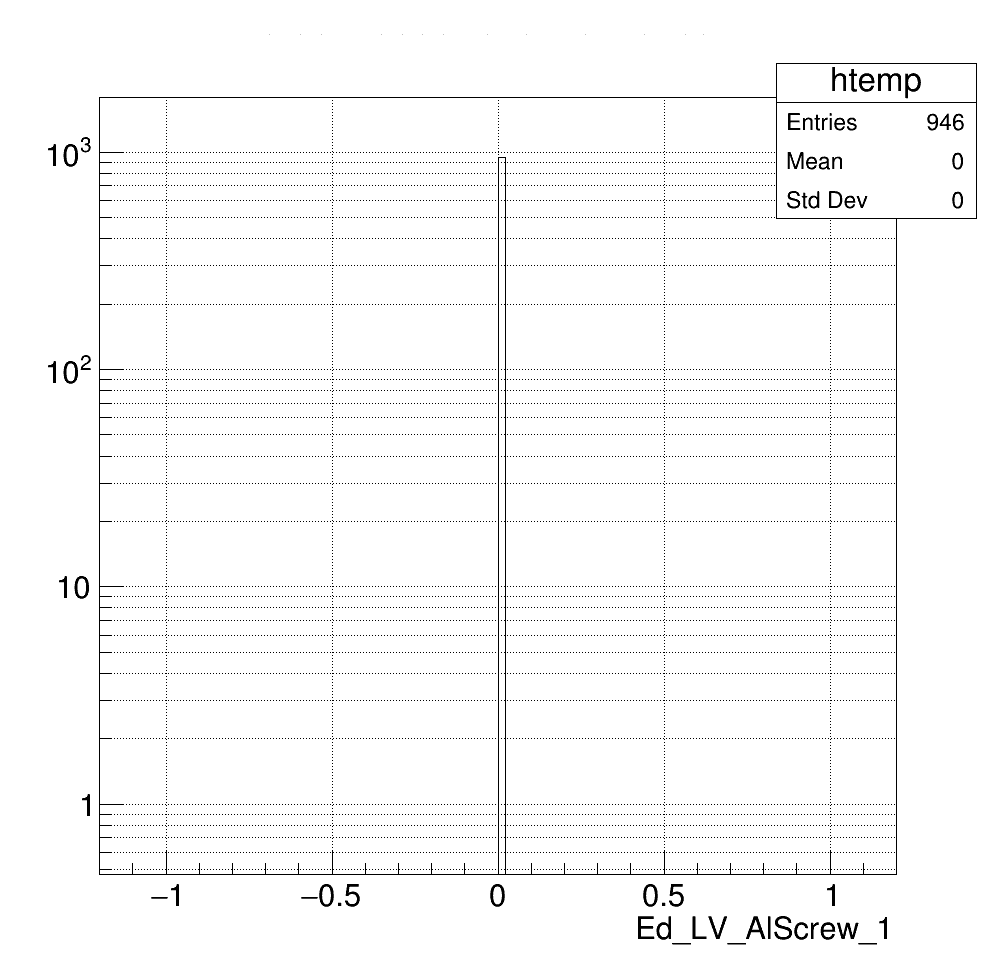 htemp
Entries 946
Mean 0
Std Dev 0
10³
10²
10
1
−1 −0.5 0 0.5 1
Ed_LV_AlScrew_1